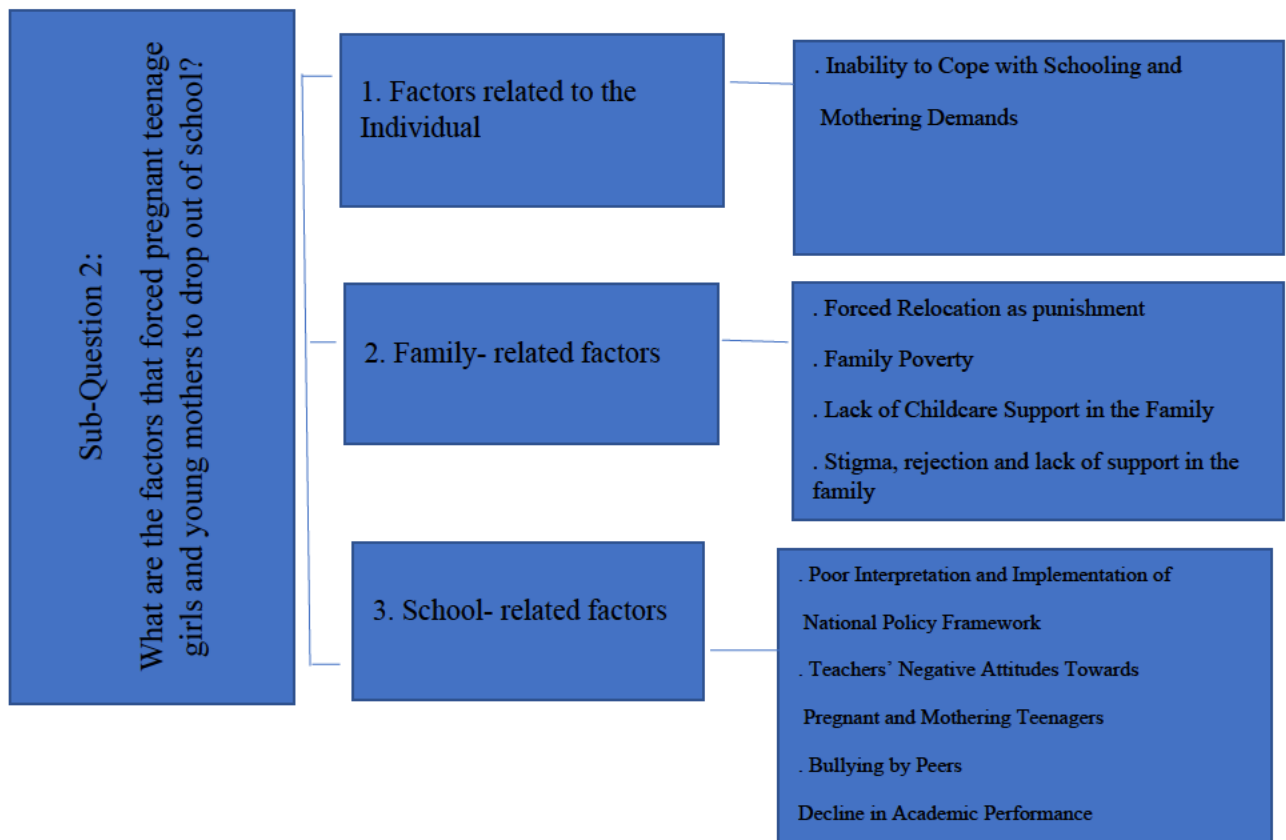 Sub-Question 2:
What are the factors that forced pregnant teenage
girls and young mothers to drop out of school?
1. Factors related to the
Individual
. Inability to Cope with Schooling and
Mothering Demands
2. Family- related factors
. Forced Relocation as punishment
. Family Poverty
. Lack of Childcare Support in the Family
. Stigma, rejection and lack of support in the
family
3. School- related factors
. Poor Interpretation and Implementation of
National Policy Framework
. Teachers’ Negative Attitudes Towards
Pregnant and Mothering Teenagers
. Bullying by Peers
Decline in Academic Performance